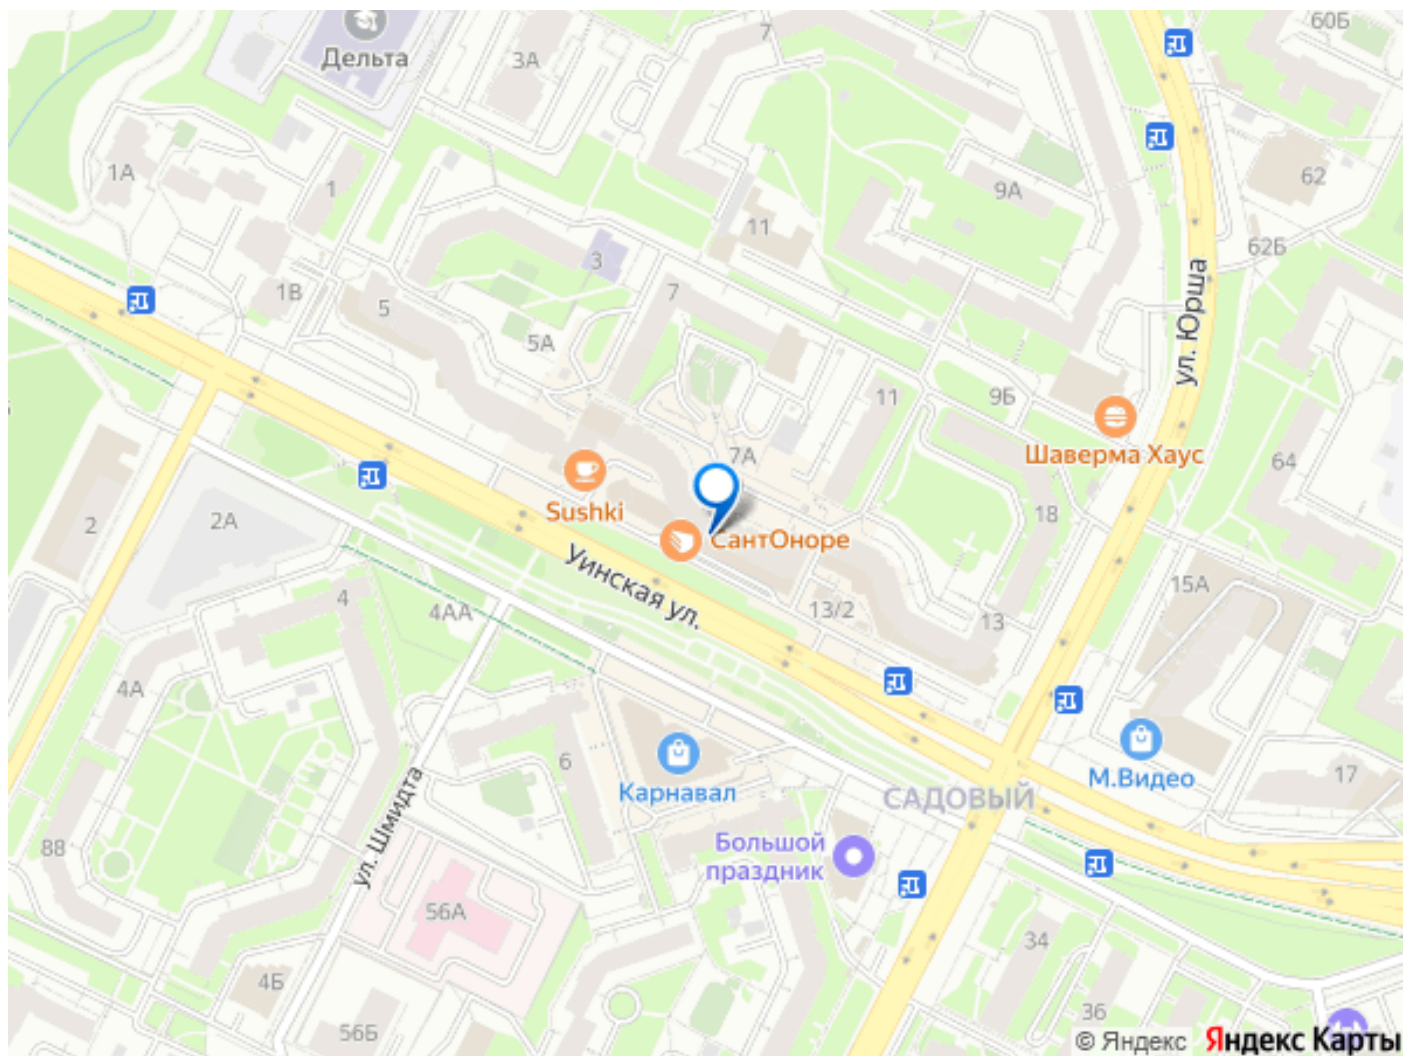 60Б
7
Дельта
3А
1А
1
9А
62
11
62Б
3
ул. Юрша
1В
5
7
5А
11
9Б
Шаверма Хаус
7А
64
Sushki
2
2А
18
СантОноре
Уинская ул.
15А
4
4АА
13/2
13
4А
6
Карнавал
М.Видео
17
САДОВЫЙ
ул. Шмидта
88
Большой
праздник
56А
34
4Б
36
56Б
© Яндекс Яндекс Карты